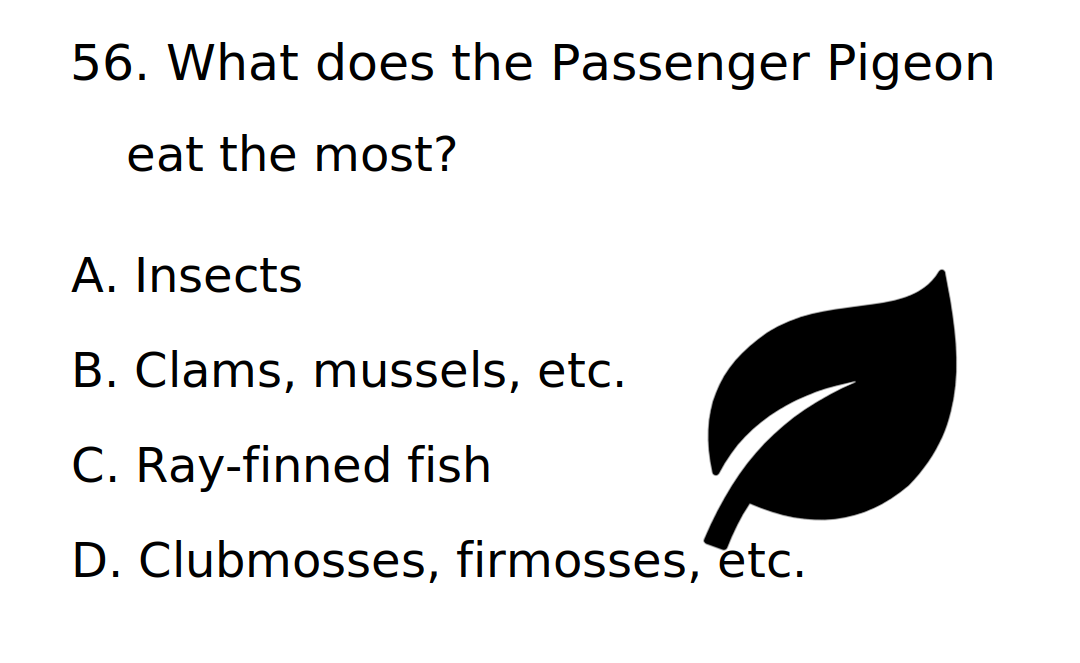 56. What does the Passenger Pigeon
eat the most?
A. Insects
B. Clams, mussels, etc.
C. Ray-finned fish
D. Clubmosses, firmosses, etc.